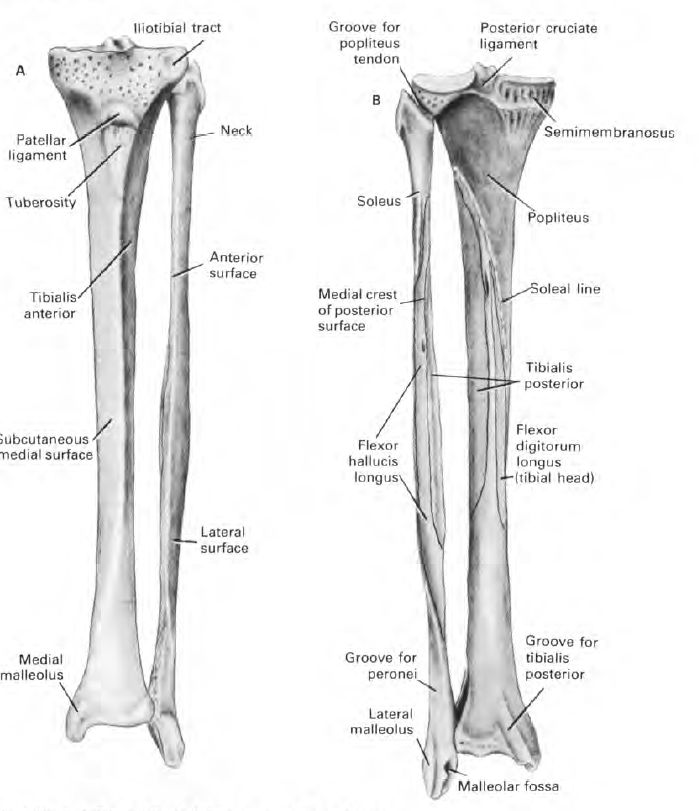 Iliotibial tract
A
Neck
Patellar
ligament
Tuberosity
Anterior
surface
Tibialis
anterior
Subcutaneous
medial surface
Lateral
surface
Medial
malleolus
Groove for
popliteus
tendon
Posterior cruciate
ligament
B
Semimembranosus
Soleus
Popliteus
Medial crest
of posterior
surface
Soleal line
Tibialis
posterior
Flexor
hallucis
longus
Flexor
digitorum
longus
(tibial head)
Groove for
peronei
Groove for
tibialis
posterior
Lateral
malleolus
Malleolar fossa